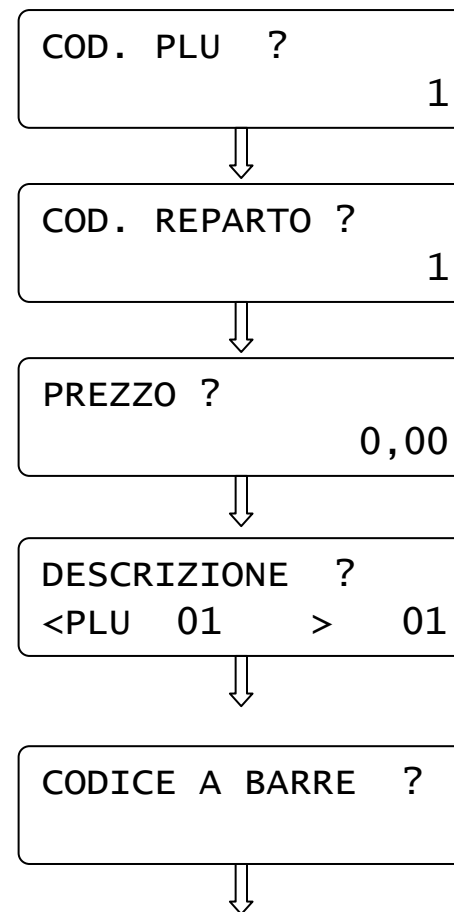 COD. PLU ?
1
COD. REPARTO ?
1
PREZZO ?
0,00
DESCRIZIONE ?
<PLU 01 > 01
CODICE A BARRE ?